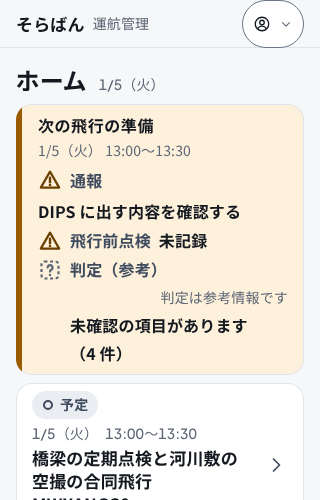 そらばん 運航管理
ホーム 1/5（火）
次の飛行の準備
1/5（火） 13:00〜13:30
通報
DIPS に出す内容を確認する
飛行前点検 未記録
判定（参考）
判定は参考情報です
未確認の項目があります
（4 件）
予定
1/5（火） 13:00〜13:30
橋梁の定期点検と河川敷の
空撮の合同飛行